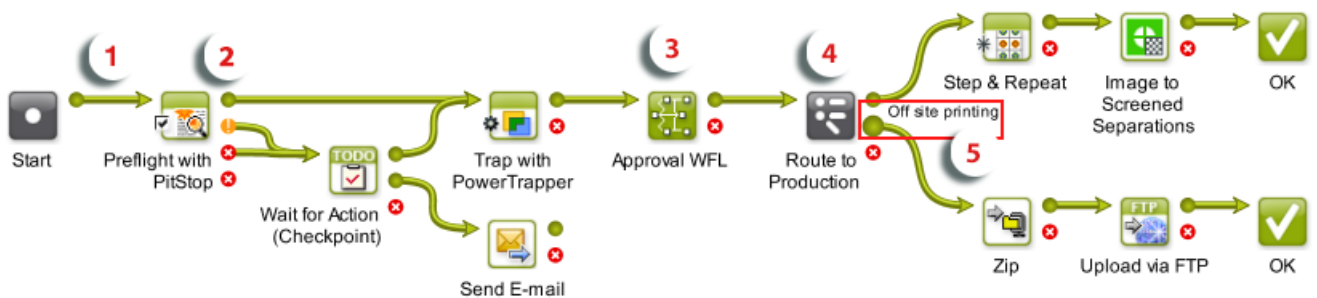 1
2
3
4
Start
Preflight with
PitStop
TODO
Wait for Action
(Checkpoint)
Send E-mail
Trap with
PowerTrapper
Approval WFL
Route to
Production
Off site printing
5
Step & Repeat
Image to
Screened
Separations
OK
Zip
FTP
Upload via FTP
OK